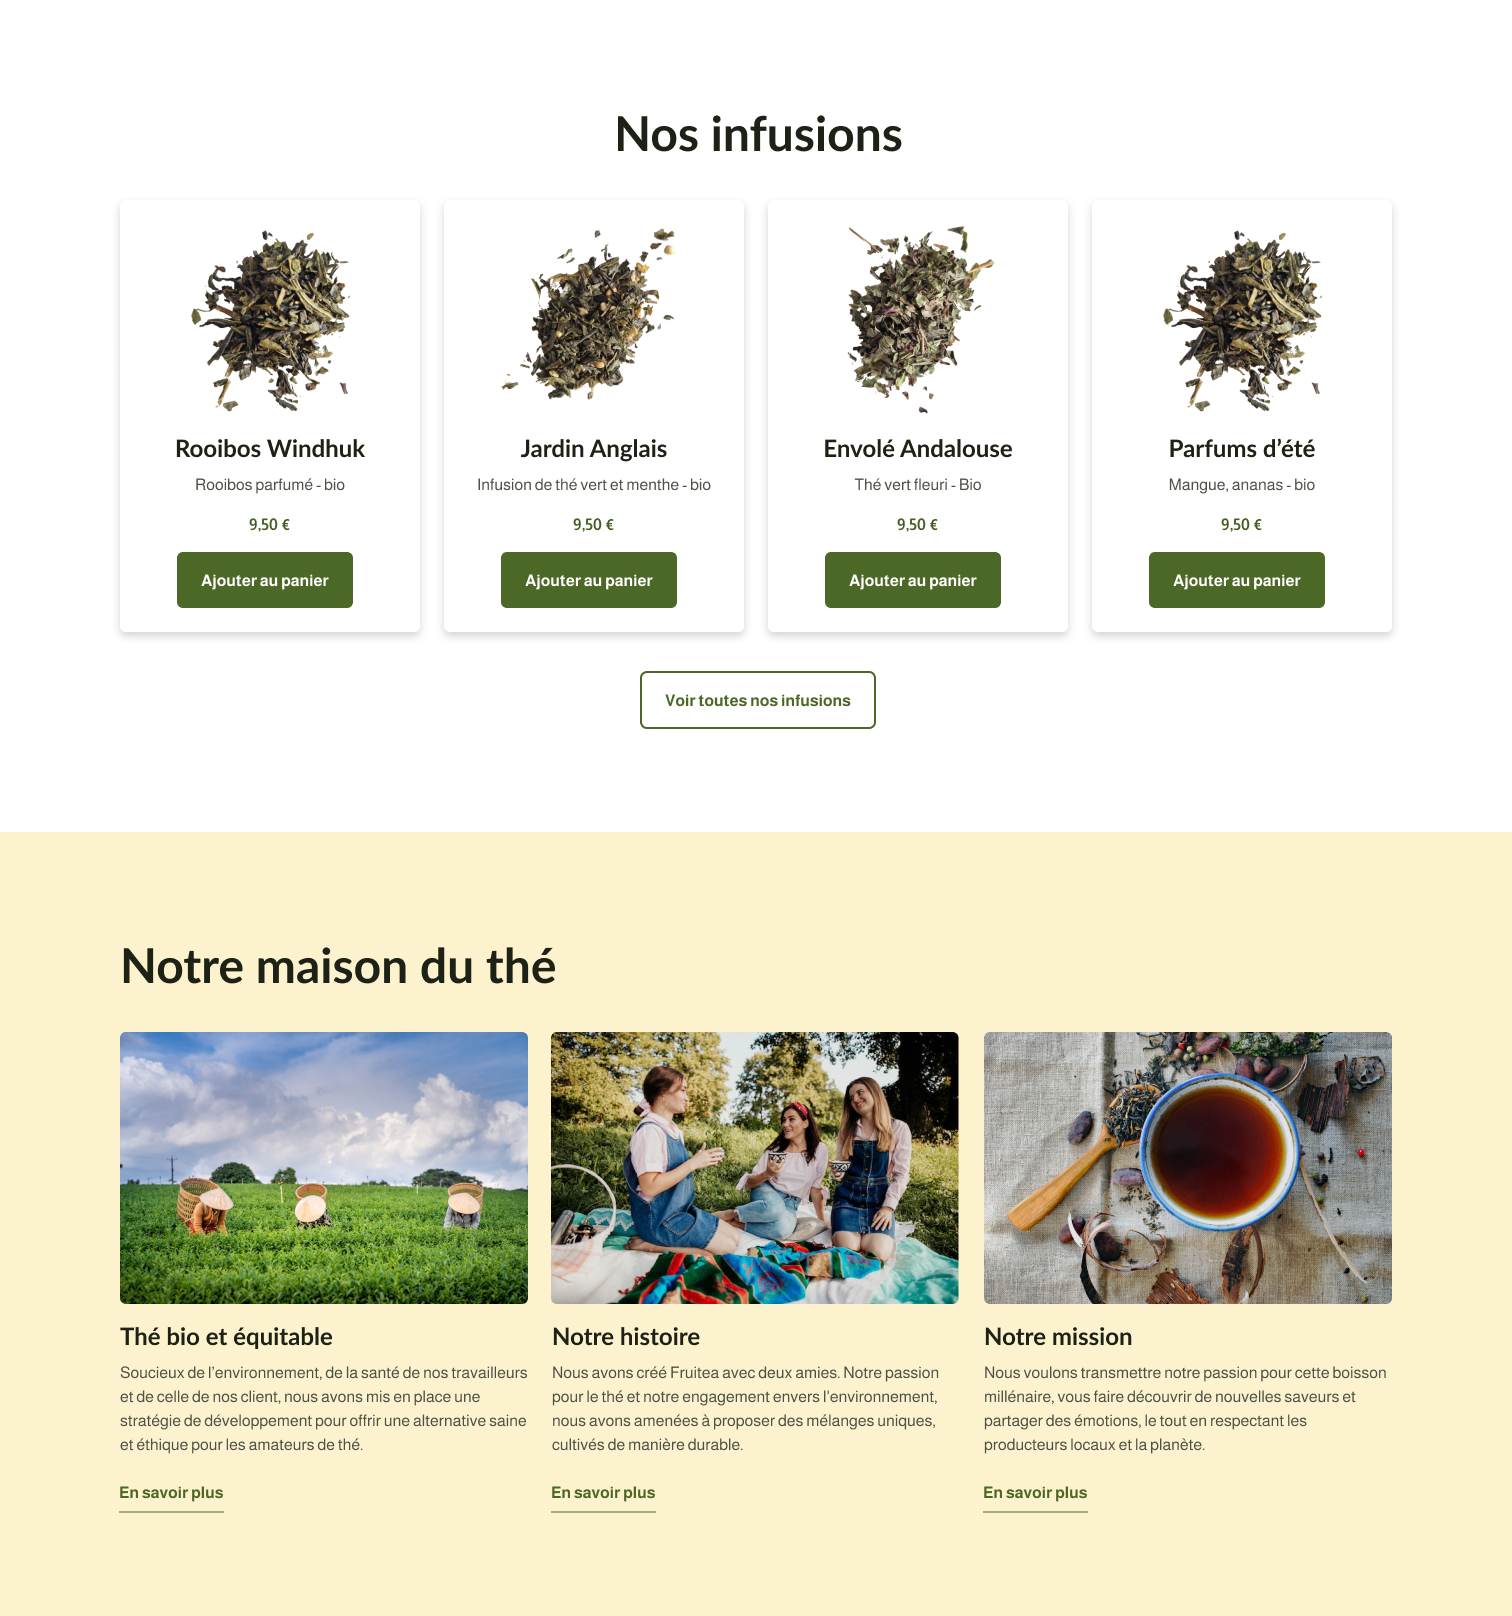 Nos infusions
Rooibos Windhuk
Rooibos parfumé - bio
9,50 €
Ajouter au panier
Jardin Anglais
Infusion de thé vert et menthe - bio
9,50 €
Ajouter au panier
Envolé Andalouse
Thé vert fleuri - Bio
9,50 €
Ajouter au panier
Parfums d’été
Mangue, ananas - bio
9,50 €
Ajouter au panier
Voir toutes nos infusions
Notre maison du thé
Thé bio et équitable
Soucieux de l’environnement, de la santé de nos travailleurs
et de celle de nos client, nous avons mis en place une
stratégie de développement pour offrir une alternative saine
et éthique pour les amateurs de thé.
En savoir plus
Notre histoire
Nous avons créé Fruitea avec deux amies. Notre passion
pour le thé et notre engagement envers l'environnement,
nous avons amenées à proposer des mélanges uniques,
cultivés de manière durable.
En savoir plus
Notre mission
Nous voulons transmettre notre passion pour cette boisson
millénaire, vous faire découvrir de nouvelles saveurs et
partager des émotions, le tout en respectant les
producteurs locaux et la planète.
En savoir plus